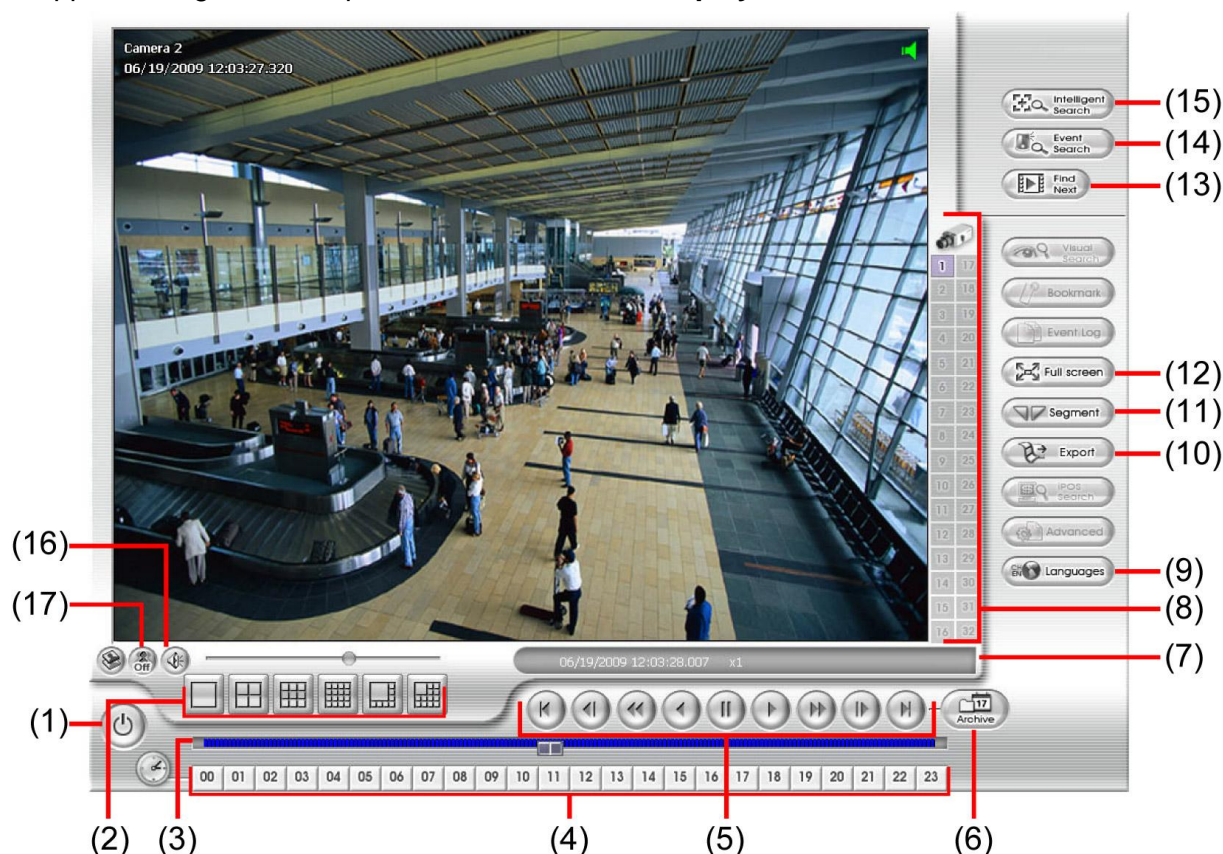 Camera 2
06/19/2009 12:03:27.320
Intelligent
Search
(15)
Event
Search
(14)
Find
Next
(13)
1 17
2 18
3 19
4 20
5 21
6 22
7 23
8 24
9 25
10 26
11 27
12 28
13 29
14 30
15 31
16 32
Visual
Search
Bookmark
Event Log
Full screen
(12)
Segment
(11)
Export
(10)
IPOS
Search
Advanced
CH
EN
Languages
(9)
(8)
(16)
(17)
Off
06/19/2009 12:03:28.007 x1
(7)
(1)
17
Archive
00 01 02 03 04 05 06 07 08 09 10 11 12 13 14 15 16 17 18 19 20 21 22 23
(2) (3) (4) (5) (6)